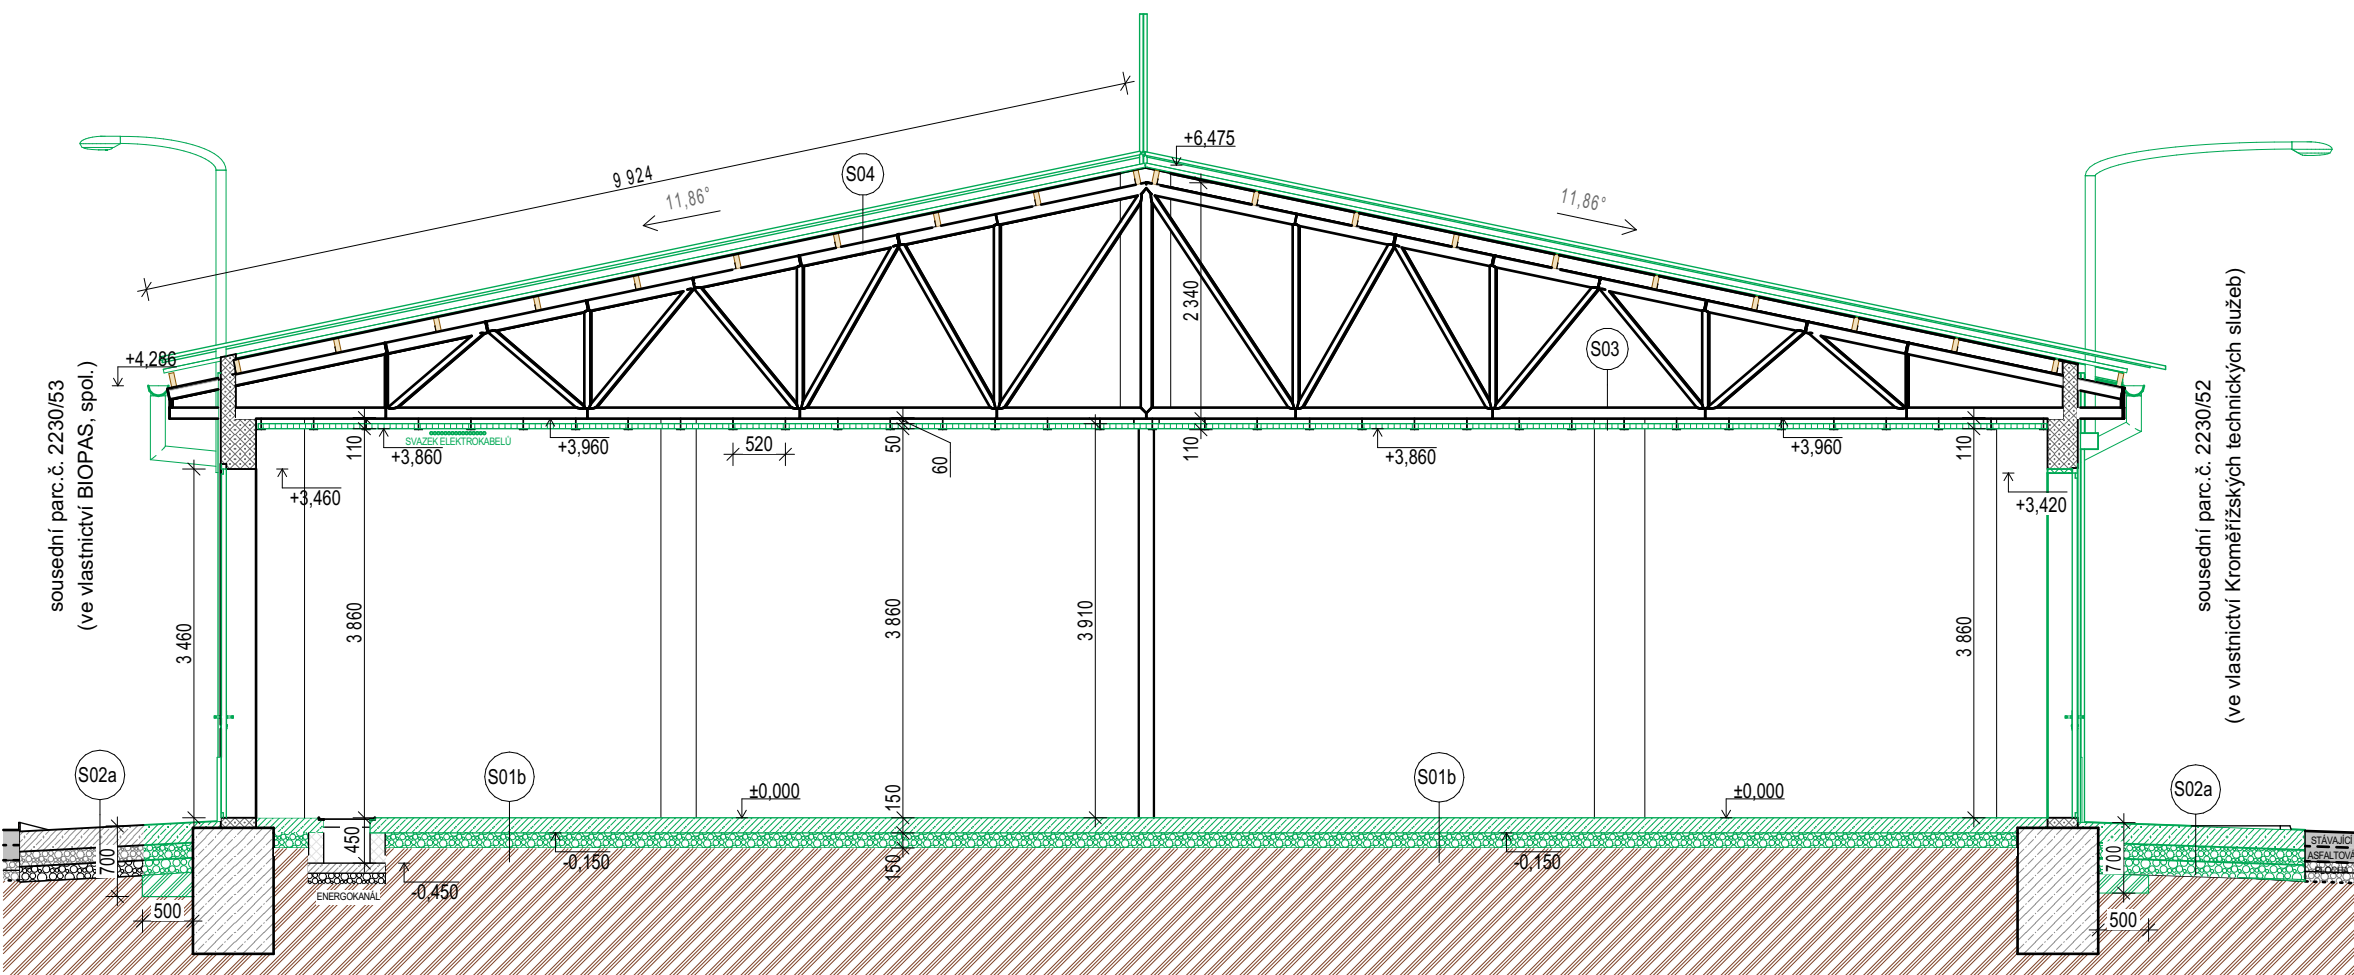 +6,475
9 924
S04
11,86°
11,86°
2 340
S03
+4,286
sousední parc.č. 2230/53
(ve vlastnictví BIOPAS, spol.)
sousední parc.č. 2230/52
(ve vlastnictví Kroměřížských technických služeb)
110
SVAZEK ELEKTROKABELŮ
+3,860
+3,960
520
50
60
110
+3,860
+3,960
110
+3,460
+3,420
3 460
3 860
3 860
3 910
3 860
S02a
S01b
±0,000
150
S01b
±0,000
S02a
700
450
-0,150
150
-0,150
700
STÁVAJÍCÍ
ASFALTOVÁ
PLOCHA
ENERGOKANÁL
-0,450
500
500